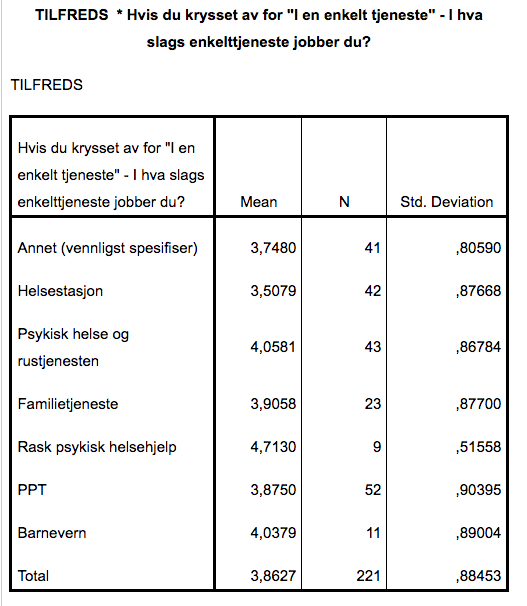 TILFREDS * Hvis du krysset av for "I en enkelt tjeneste" - I hva
slags enkelttjeneste jobber du?
TILFREDS
Hvis du krysset av for "I en
enkelt tjeneste" - I hva slags
enkelttjeneste jobber du? Mean N Std. Deviation
Annet (vennligst spesifiser) 3,7480 41 ,80590
Helsestasjon 3,5079 42 ,87668
Psykisk helse og
rustjenesten 4,0581 43 ,86784
Familietjeneste 3,9058 23 ,87700
Rask psykisk helsehjelp 4,7130 9 ,51558
PPT 3,8750 52 ,90395
Barnevern 4,0379 11 ,89004
Total 3,8627 221 ,88453